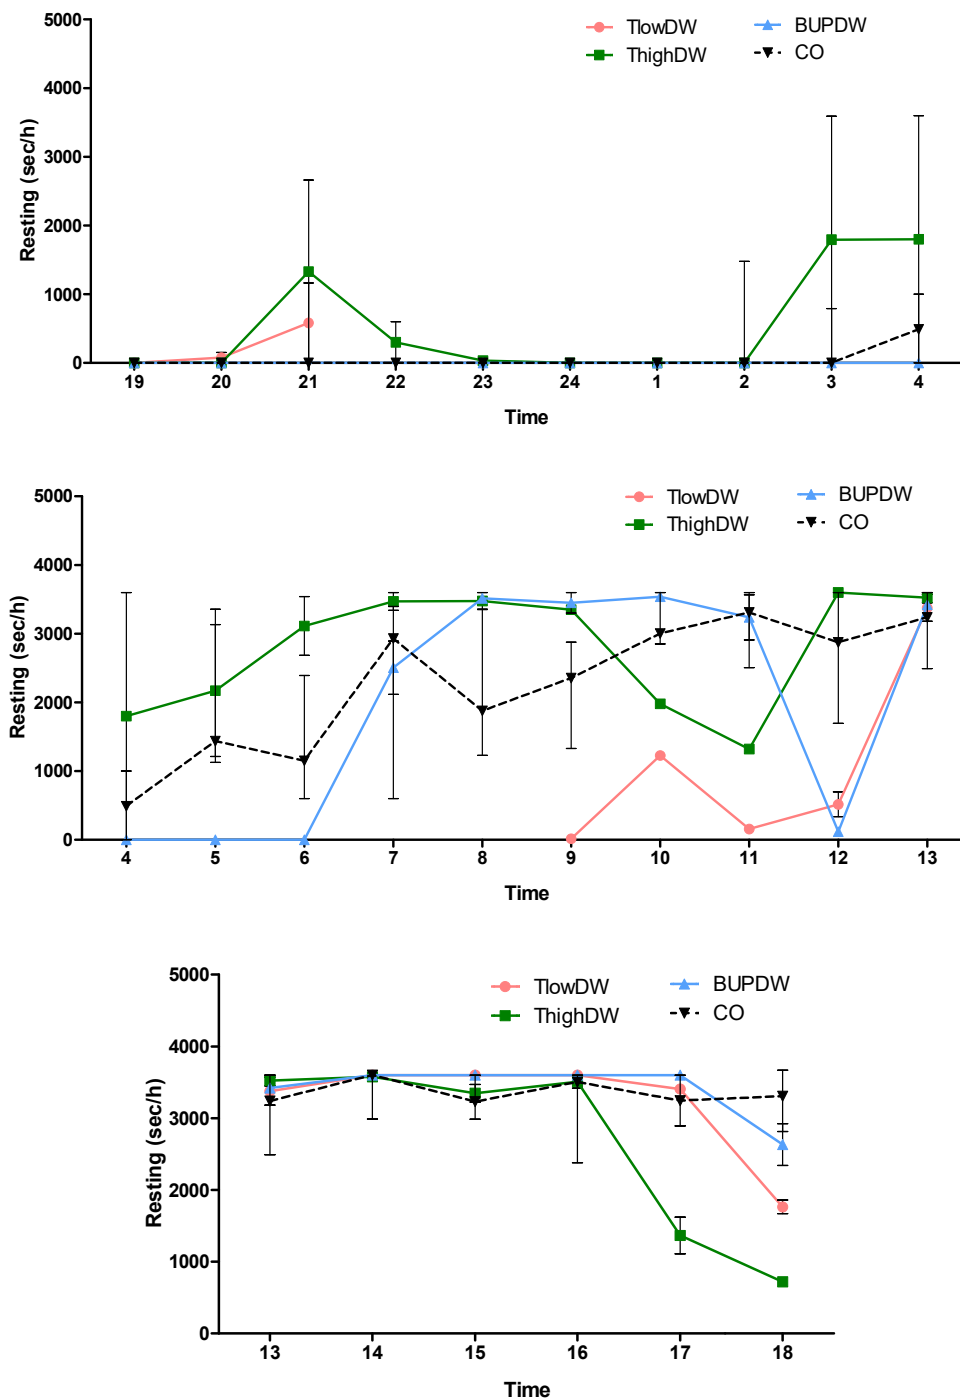 5000
4000
3000
2000
1000
0
Resting (sec/h)
TlowDW
ThighDW
BUPDW
CO
19 20 21 22 23 24 1 2 3 4
Time
5000
4000
3000
2000
1000
0
Resting (sec/h)
TlowDW
ThighDW
BUPDW
CO
4 5 6 7 8 9 10 11 12 13
Time
5000
4000
3000
2000
1000
0
Resting (sec/h)
TlowDW
ThighDW
BUPDW
CO
13 14 15 16 17 18
Time